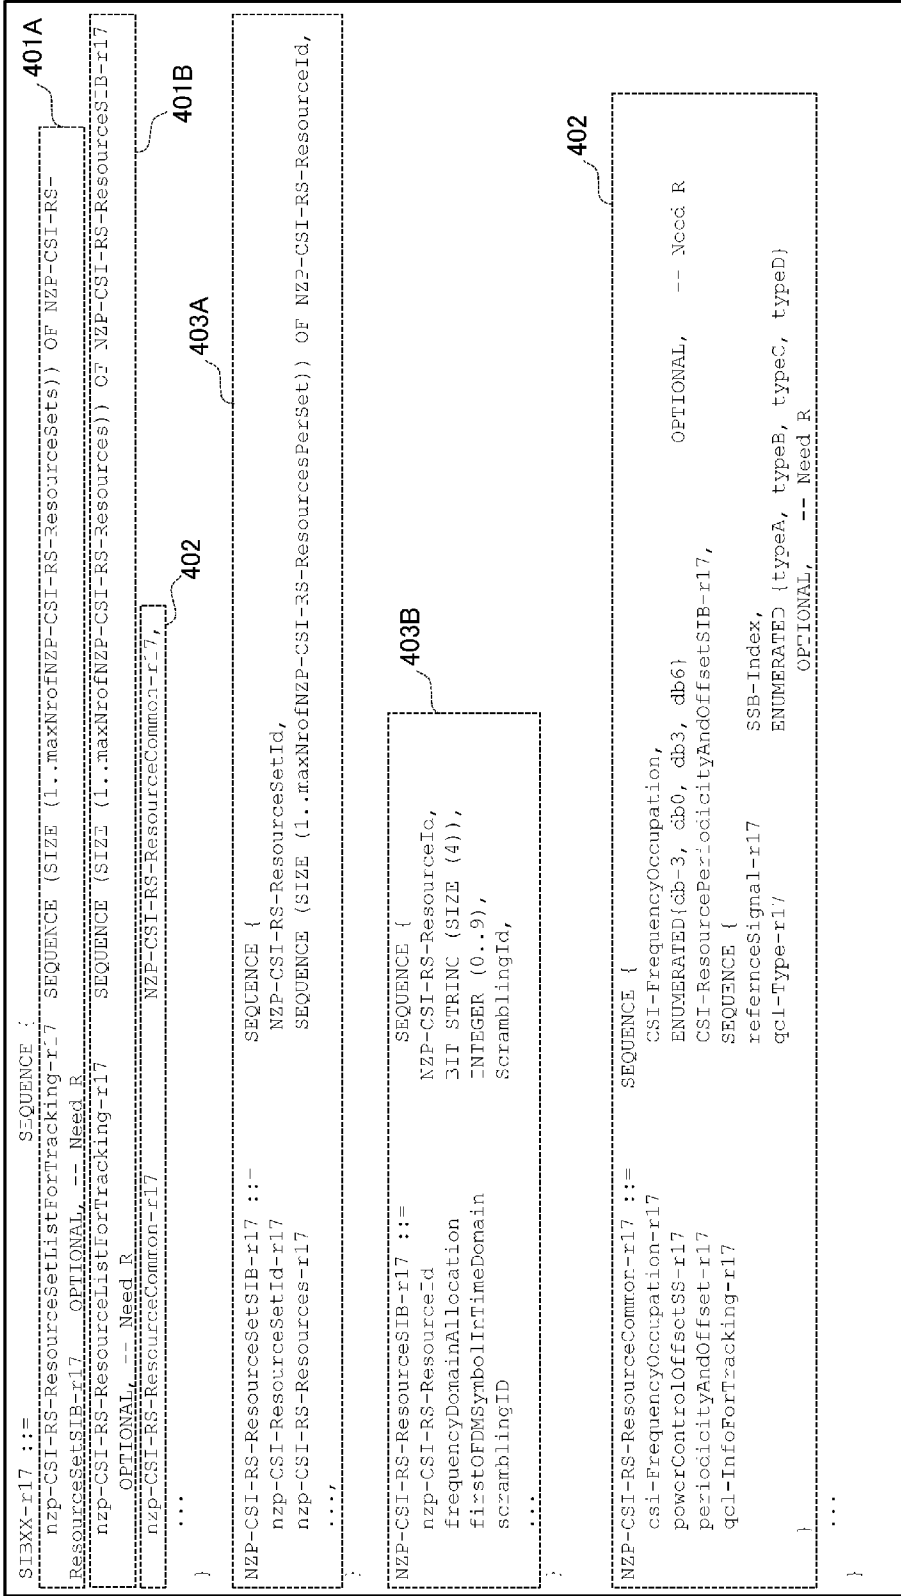 SIBXX-r17 ::= SEQUENCE {
401A
nzp-CSI-RS-ResourceSetListForTracking-r17 SEQUENCE (SIZE (1..maxNrofNZP-CSI-RS-ResourceSets)) OF NZP-CSI-RS-
ResourceSetSIB-r17 OPTIONAL, -- Need R
nzp-CSI-RS-ResourceListForTracking-r17 SEQUENCE (SIZE (1..maxNrofNZP-CSI-RS-Resources)) OF NZP-CSI-RS-ResourceSIB-r17
OPTIONAL, -- Need R
401B
nzp-CSI-RS-ResourceCommon-r17 NZP-CSI-RS-ResourceCommon-r17,
402
...
}
403A
NZP-CSI-RS-ResourceSetSIB-r17 ::= SEQUENCE {
nzp-CSI-ResourceSetId-r17 NZP-CSI-RS-ResourceSetId,
nzp-CSI-RS-Resources-r17 SEQUENCE (SIZE (1..maxNrofNZP-CSI-RS-ResourcesPerSet)) OF NZP-CSI-RS-ResourceId,
...,
}
403B
NZP-CSI-RS-ResourceSIB-r17 ::= SEQUENCE {
nzp-CSI-RS-ResourceId NZP-CSI-RS-ResourceId,
frequencyDomainAllocation BIT STRING (SIZE (4)),
firstOFDMSymbolInTimeDomain INTEGER (0..9),
scramblingID ScramblingId,
...
}
402
NZP-CSI-RS-ResourceCommon-r17 ::= SEQUENCE {
csi-FrequencyOccupation-r17 CSI-FrequencyOccupation,
powerControlOffsetSS-r17 ENUMERATED{db-3, db0, db3, db6} OPTIONAL, -- Need R
periodicityAndOffset-r17 CSI-ResourcePeriodicityAndOffsetSIB-r17,
qcl-InfoForTracking-r17 SEQUENCE {
refernceSignal-r17 SSB-Index,
qcl-Type-r17 ENUMERATED {typeA, typeB, typeC, typeD}
} OPTIONAL, -- Need R
...
}